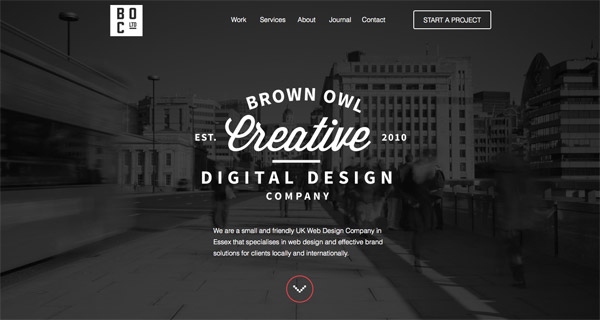 BO
C LTD
Work Services About Journal Contact START A PROJECT
BROWN OWL
EST. Creative 2010
DIGITAL DESIGN
COMPANY
We are a small and friendly UK Web Design Company in
Essex that specialises in web design and effective brand
solutions for clients locally and internationally.